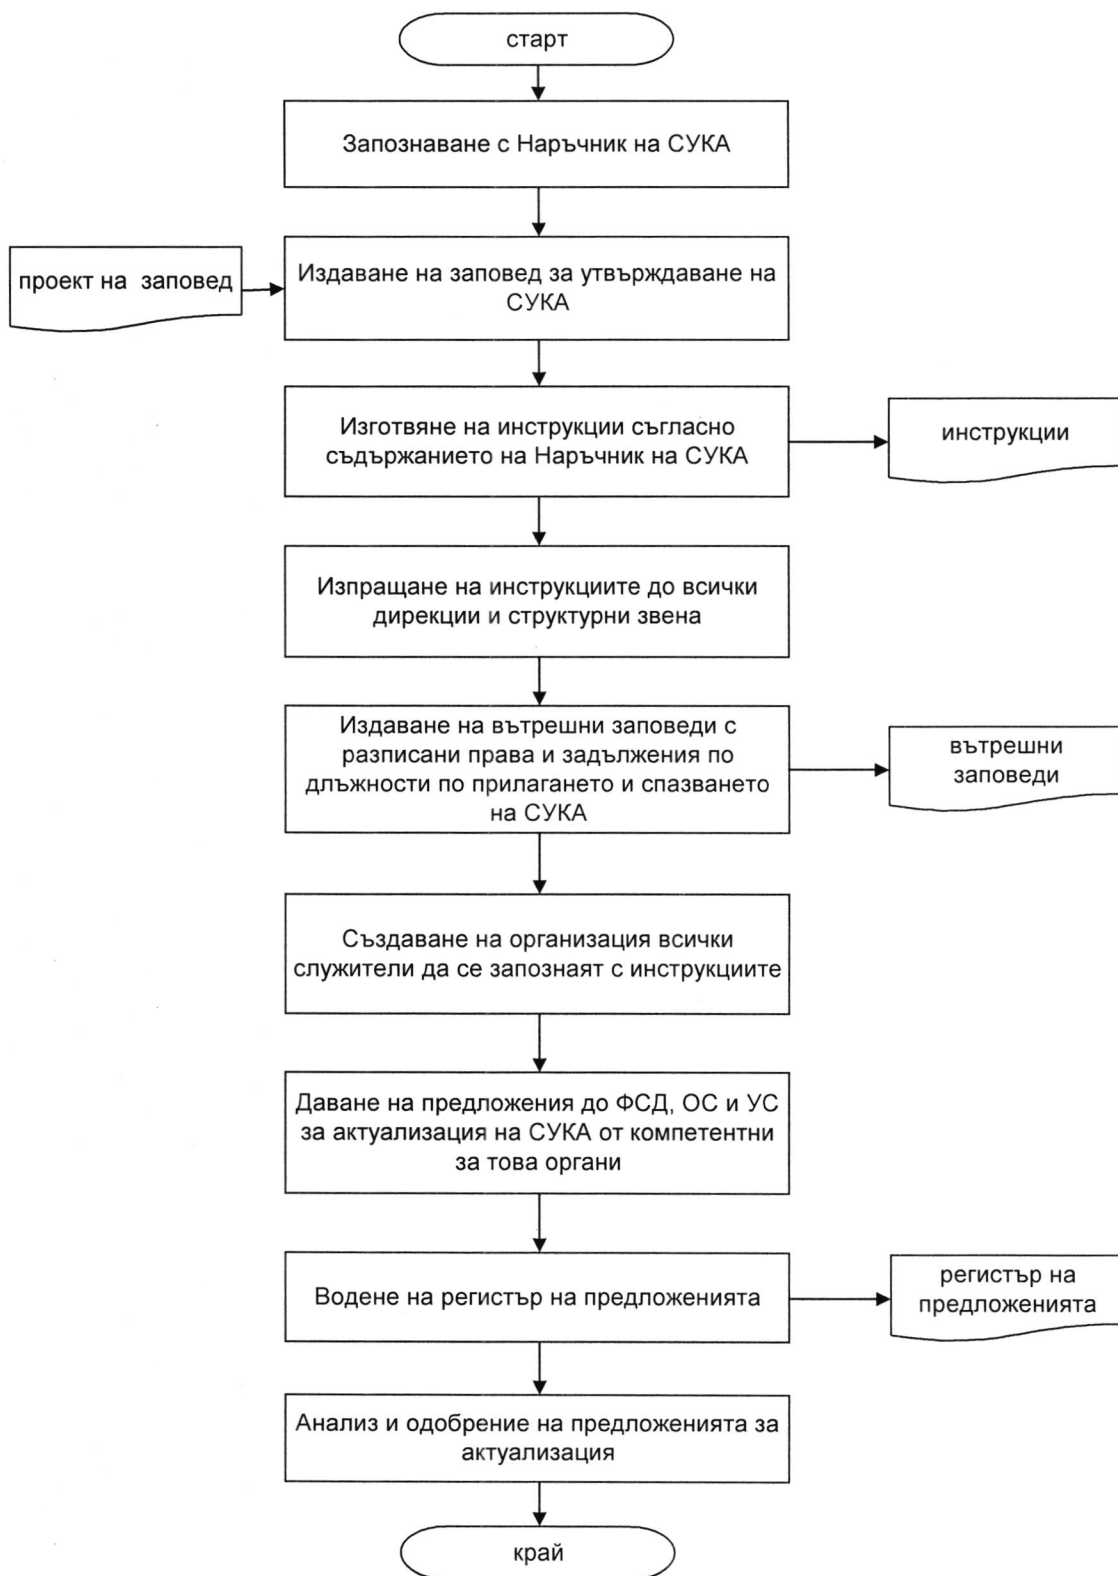 старт
Запознаване с Наръчник на СУКА
проект на заповед
Издаване на заповед за утвърждаване на
СУКА
Изготвяне на инструкции съгласно
съдържанието на Наръчник на СУКА
инструкции
Изпращане на инструкциите до всички
дирекции и структурни звена
Издаване на вътрешни заповеди с
разписани права и задължения по
длъжности по прилагането и спазването
на СУКА
вътрешни
заповеди
Създаване на организация всички
служители да се запознаят с инструкциите
Даване на предложения до ФСД, ОС и УС
за актуализация на СУКА от компетентни
за това органи
Водене на регистър на предложенията
регистър на
предложенията
Анализ и одобрение на предложенията за
актуализация
край